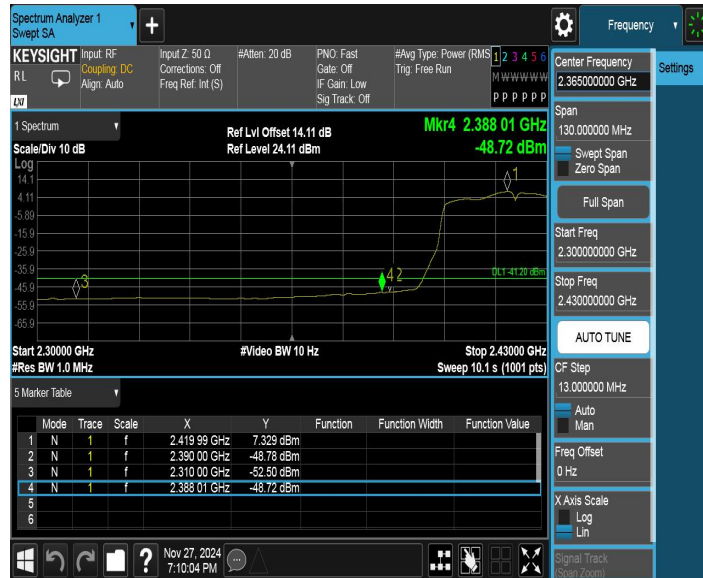 Spectrum Analyzer 1
Swept SA
+
Frequency
KEYSIGHT
RL
LXI
Input: RF
Coupling: DC
Align: Auto
Input Z: 50 Ω
Corrections: Off
Freq Ref: Int (S)
#Atten: 20 dB
PNO: Fast
Gate: Off
IF Gain: Low
Sig Track: Off
#Avg Type: Power (RMS
Trig: Free Run
1 2 3 4 5 6
M W W W W W
P P P P P P
1 Spectrum
Scale/Div 10 dB
Ref Lvl Offset 14.11 dB
Ref Level 24.11 dBm
Mkr4 2.388 01 GHz
-48.72 dBm
Log
14.1
4.11
-5.89
-15.9
-25.9
-35.9
-45.9
-55.9
-65.9
1
3
4 2
DL1 -41.20 dBm
Start 2.30000 GHz
#Video BW 10 Hz
Stop 2.43000 GHz
#Res BW 1.0 MHz
Sweep 10.1 s (1001 pts)
5 Marker Table
Mode Trace Scale X Y Function Function Width Function Value
1 N 1 f 2.419 99 GHz 7.329 dBm
2 N 1 f 2.390 00 GHz -48.78 dBm
3 N 1 f 2.310 00 GHz -52.50 dBm
4 N 1 f 2.388 01 GHz -48.72 dBm
5
6
?
Nov 27, 2024
7:10:04 PM
Center Frequency
2.365000000 GHz
Settings
Span
130.000000 MHz
Swept Span
Zero Span
Full Span
Start Freq
2.300000000 GHz
Stop Freq
2.430000000 GHz
AUTO TUNE
CF Step
13.000000 MHz
Auto
Man
Freq Offset
0 Hz
X Axis Scale
Log
Lin
Signal Track
(Span Zoom)